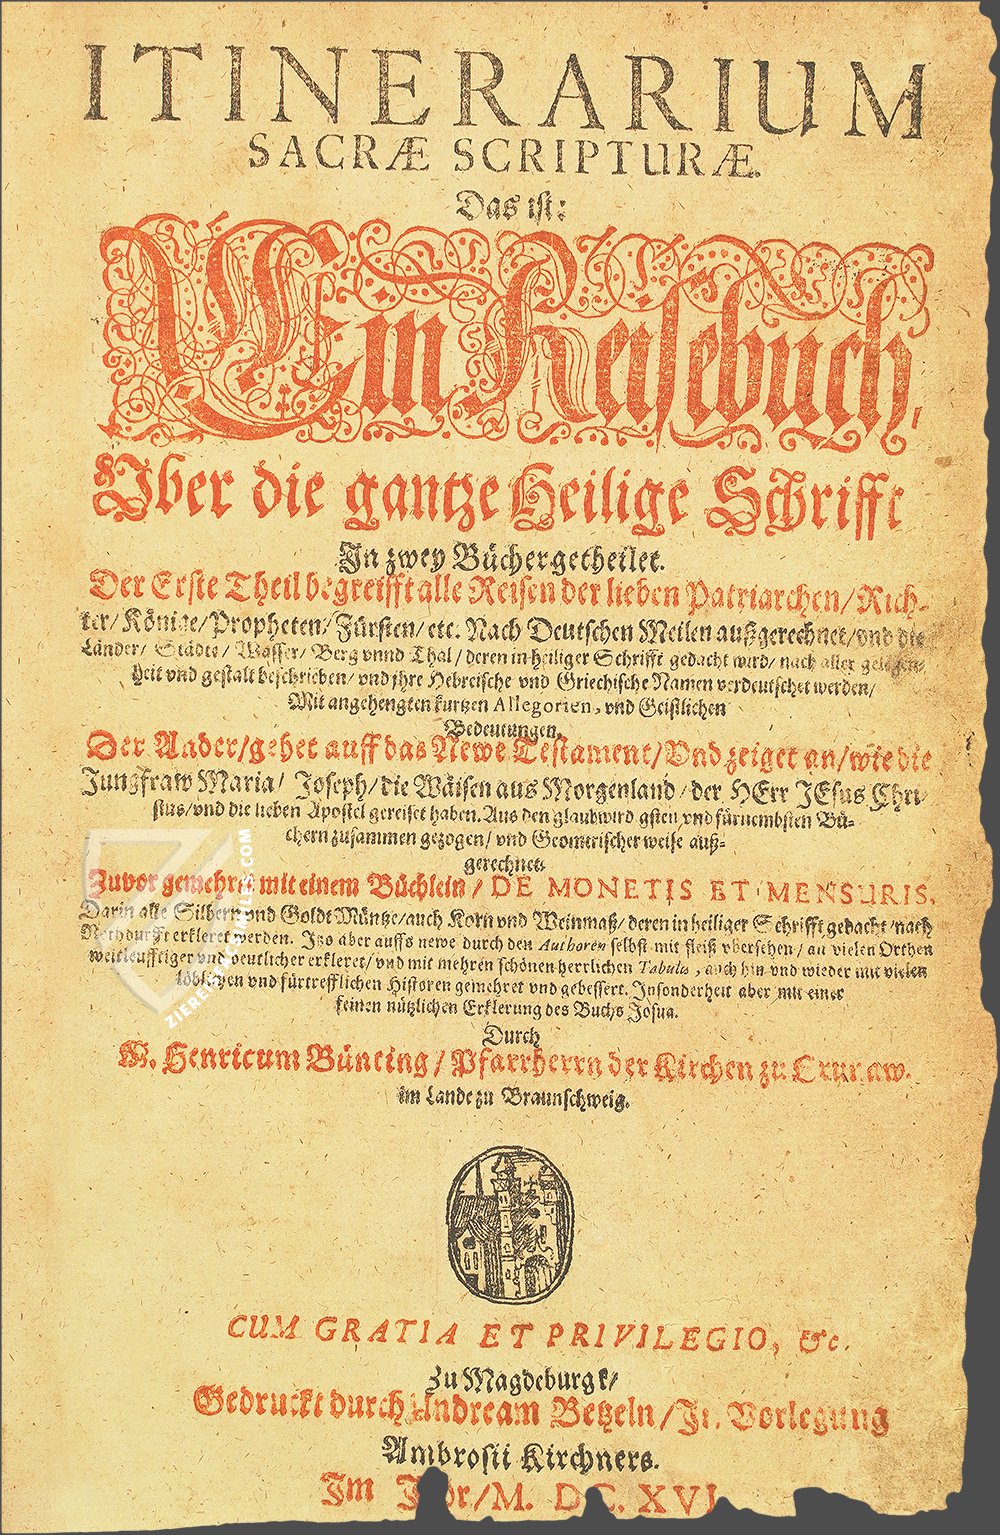 ITINERARIUM
SACRÆ SCRIPTURÆ.
Das ist:
Ein Reisebuch,
Vber die gantze Heilige Schrifft
In zwey Bücher getheilet.
Der Erste Theil begreifft alle Reisen der lieben Patriarchen/ Rich-
ter/ Könige/ Propheten/ Fürsten/ etc. Nach Deutschen Meilen außgerechnet/ vnd die
Länder/ Städte/ Wasser/ Berg vnnd Thal/ deren in heiliger Schrifft gedacht wird/ nach aller gelegen-
heit vnd gestalt beschrieben/ vnd jhre Hebreische vnd Griechische Namen verdeutschet werden/
Mit angehengten kurtzen Allegorien, vnd Geistlichen
Bedeutungen.
Der Ander/ gehet auff das Newe Testament/ Vnd zeiget an/ wie die
Jungfraw Maria/ Joseph/ die Wäisen aus Morgenland/ der HErr JEsus Chri-
stus/ vnd die lieben Apostel gereiset haben. Aus den glaubwirdgsten vnd fürnembsten Bü-
chern zusammen gezogen/ vnd Geometrischer weise auß-
gerechnet.
Zuvor gemehret mit einem Büchlein/ DE MONETIS ET MENSURIS,
Darin alle Silbern vnd Goldt Müntze/ auch Korn vnd Weinmaß/ deren in heiliger Schrifft gedacht/ nach
Nothdurfft erkleret werden. Itzo aber auffs newe durch den Authoren selbst mit fleiß vbersehen/ an vielen Orthen
weitleufftiger vnd deutlicher erkleret/ vnd mit mehren schönen herrlichen Tabulis, auch hin vnd wieder mit vielen
löblichen vnd fürtrefflichen Historen gemehret vnd gebessert. Insonderheit aber mit einer
feinen nützlichen Erklerung des Buchs Josua.
Durch
M. Henricum Bünting/ Pfarrherrn der Kirchen zu Grunaw.
im Lande zu Braunschweig.
CUM GRATIA ET PRIVILEGIO, &c.
Zu Magdeburgk/
Gedruckt durch Andream Betzeln/ In Vorlegung
Ambrosii Kirchners.
Im Jahr/ M. DC. XVI
ZIEREIS FACSIMILES.COM